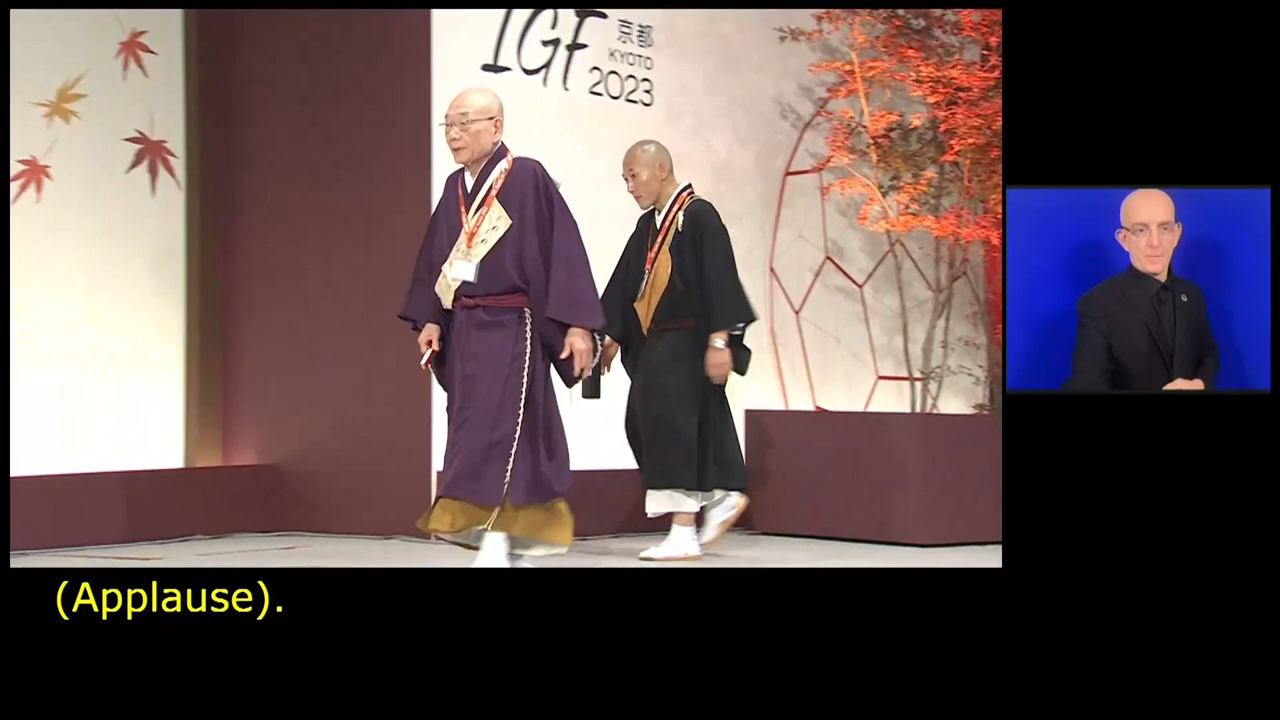 IGF
京都
KYOTO
2023
(Applause).